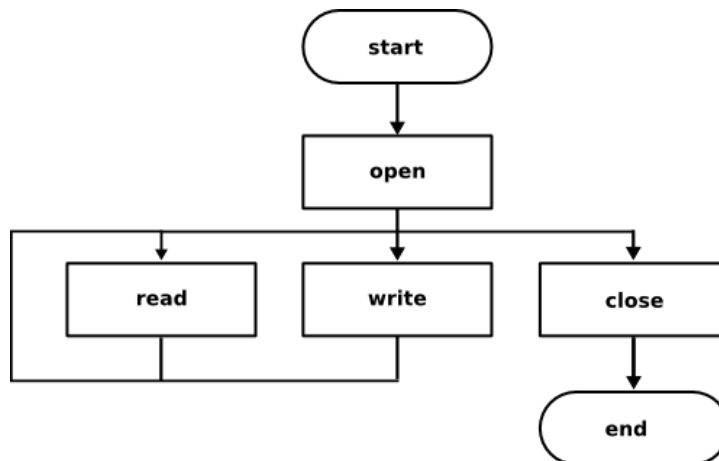 start
open
read
write
close
end